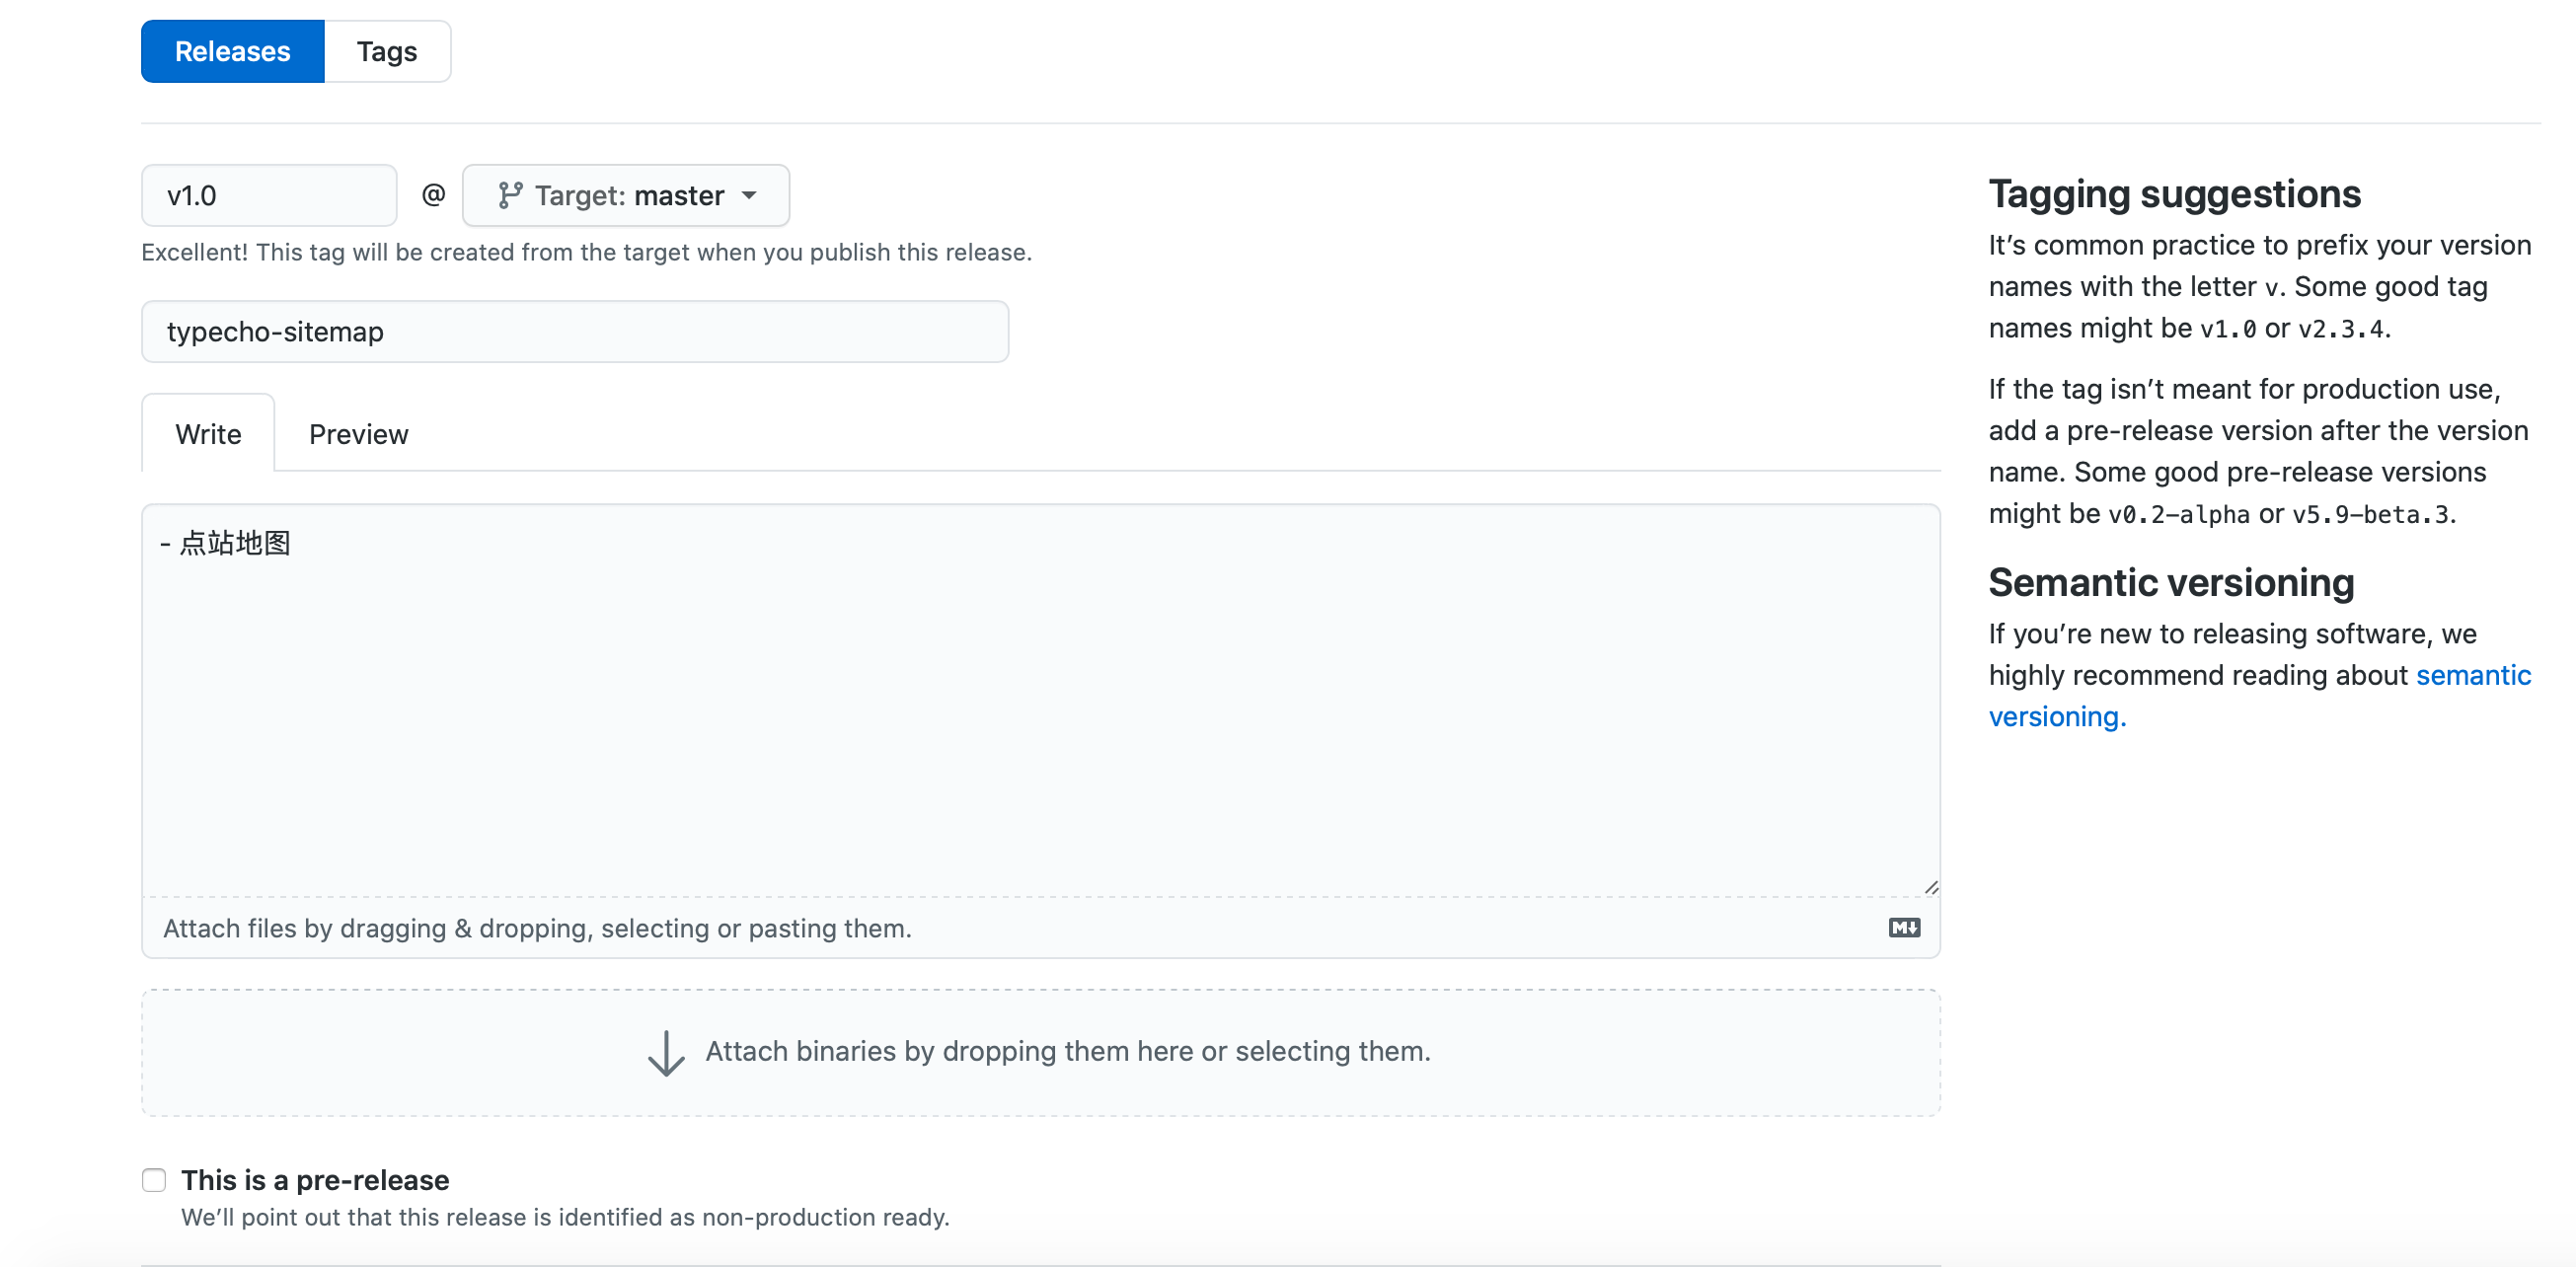 Releases Tags
v1.0 @ Target: master
Excellent! This tag will be created from the target when you publish this release.
typecho-sitemap
Write Preview
- 点站地图
Attach files by dragging & dropping, selecting or pasting them.
M
Attach binaries by dropping them here or selecting them.
This is a pre-release
We’ll point out that this release is identified as non-production ready.
Tagging suggestions
It’s common practice to prefix your version
names with the letter v. Some good tag
names might be v1.0 or v2.3.4.
If the tag isn’t meant for production use,
add a pre-release version after the version
name. Some good pre-release versions
might be v0.2-alpha or v5.9-beta.3.
Semantic versioning
If you’re new to releasing software, we
highly recommend reading about semantic
versioning.